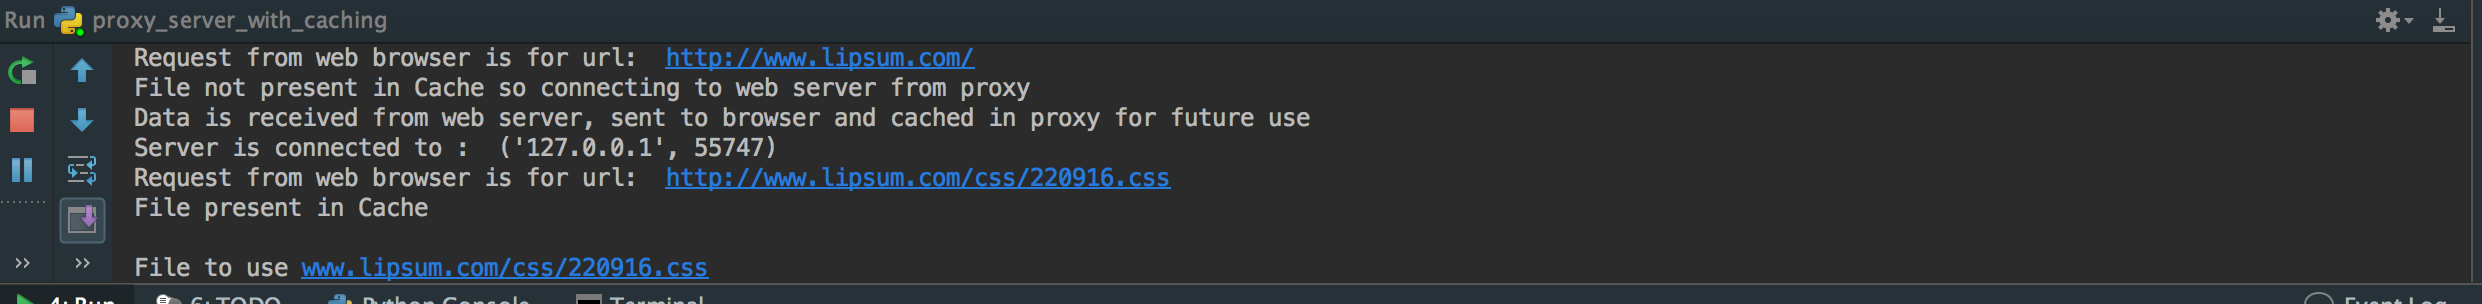 Run proxy_server_with_caching
Request from web browser is for url:  http://www.lipsum.com/
File not present in Cache so connecting to web server from proxy
Data is received from web server, sent to browser and cached in proxy for future use
Server is connected to :  ('127.0.0.1', 55747)
Request from web browser is for url:  http://www.lipsum.com/css/220916.css
File present in Cache
File to use www.lipsum.com/css/220916.css
4: Run 6: TODO Python Console Terminal Event Log